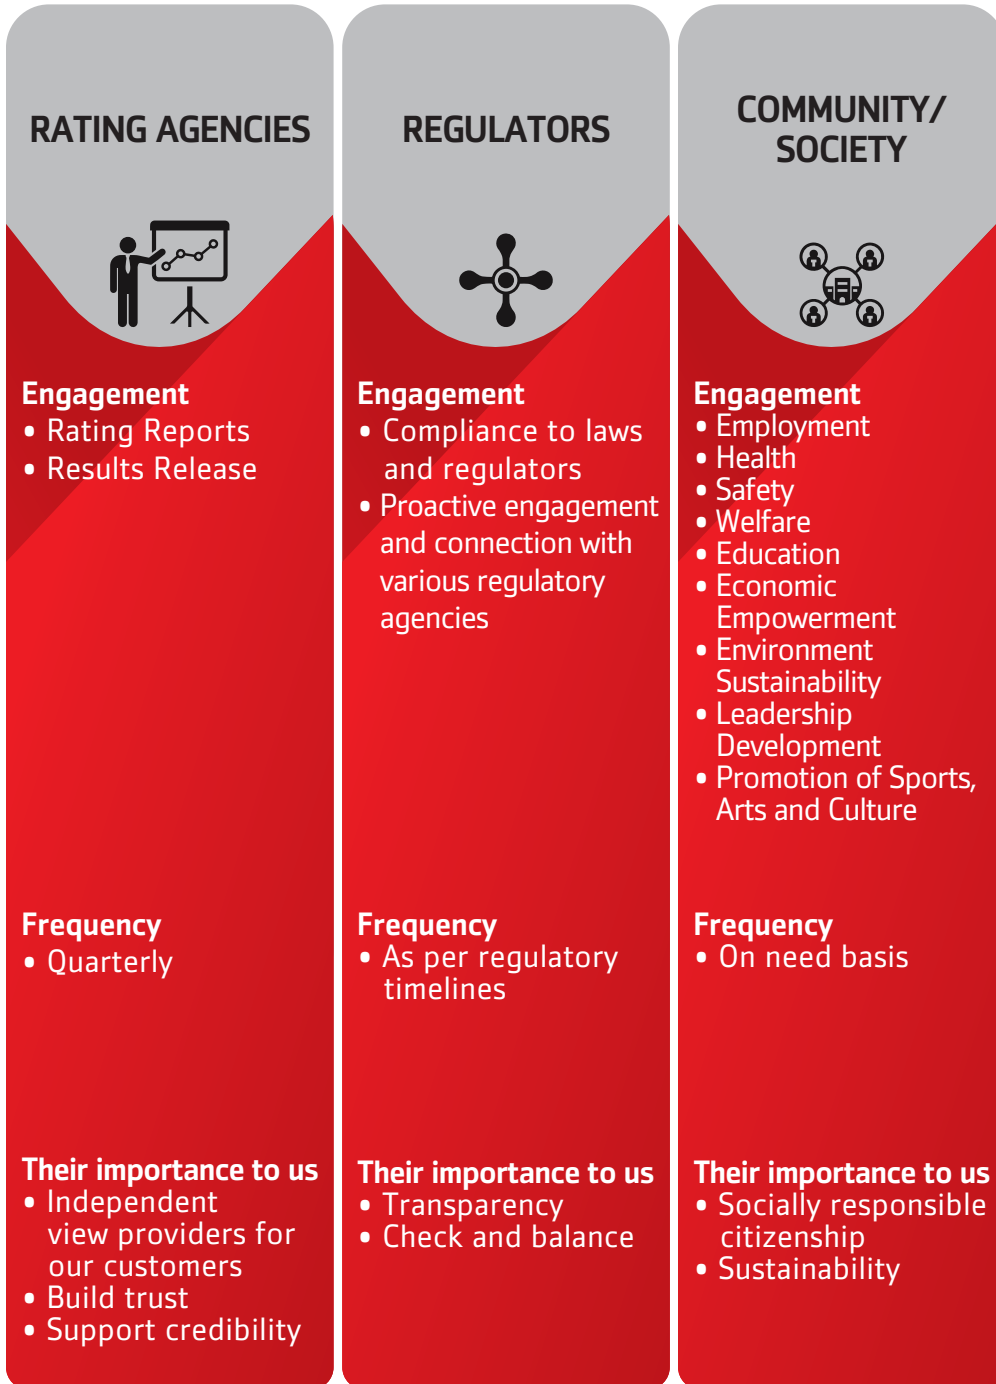 RATING AGENCIES
Engagement
• Rating Reports
• Results Release
Frequency
• Quarterly
Their importance to us
• Independent
view providers for
our customers
• Build trust
• Support credibility
REGULATORS
Engagement
• Compliance to laws
and regulators
• Proactive engagement
and connection with
various regulatory
agencies
Frequency
• As per regulatory
timelines
Their importance to us
• Transparency
• Check and balance
COMMUNITY/
SOCIETY
Engagement
• Employment
• Health
• Safety
• Welfare
• Education
• Economic
Empowerment
• Environment
Sustainability
• Leadership
Development
• Promotion of Sports,
Arts and Culture
Frequency
• On need basis
Their importance to us
• Socially responsible
citizenship
• Sustainability